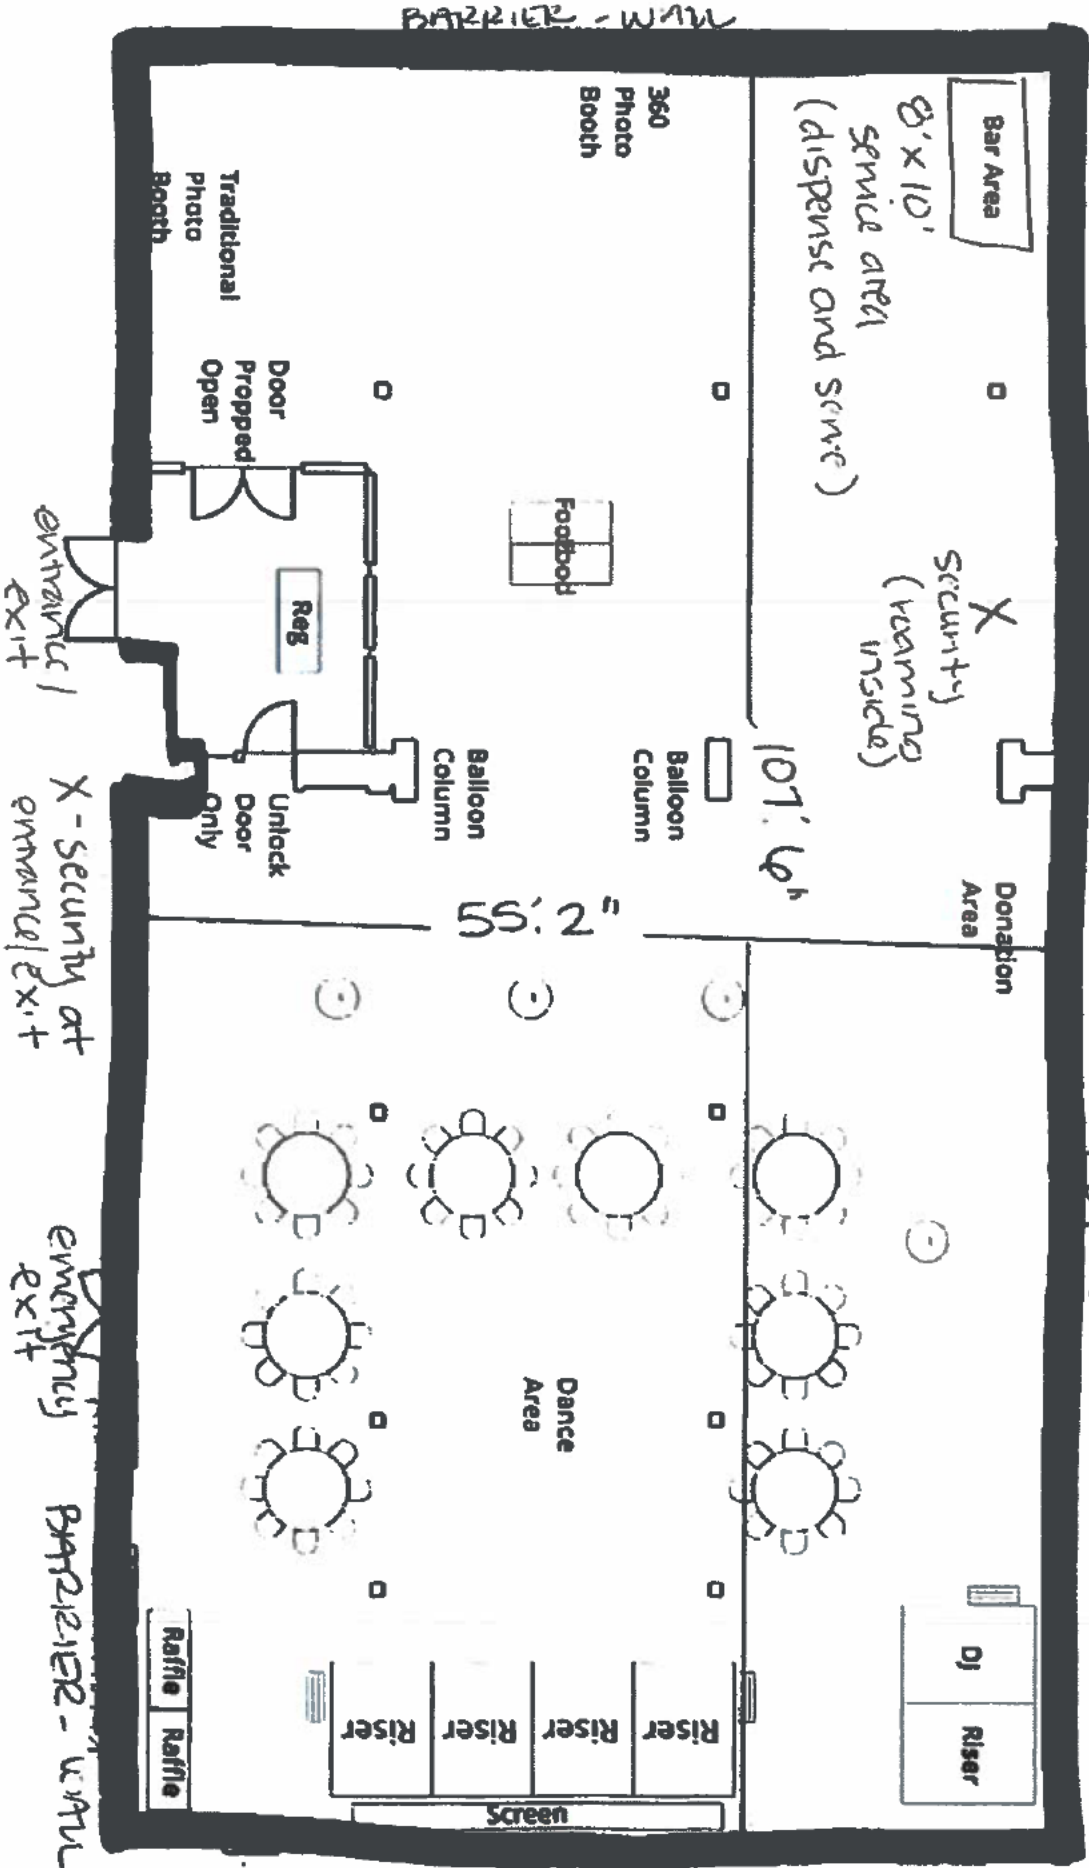 BARRIER - WALL
360
Photo
Booth
Bar Area
8' x 10'
service area
(dispense and serve)
Traditional
Photo
Booth
Door
Propped
Open
Food
Food
X
Security
(roaming
inside)
Reg
entrance/
exit
Unlock
Door
Only
Balloon
Column
Balloon
Column
107' 6"
Donation
Area
55' 2"
X - security at
entrance/exit
emergency
exit
Dance
Area
BARRIER - WALL
Raffle
Raffle
Riser
Riser
Riser
Riser
Screen
Dj
Riser